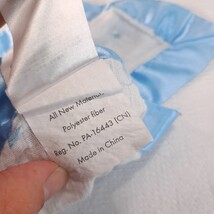 All New Material
Polyester fiber
Reg. No. PA-16443 (CN)
Made in China